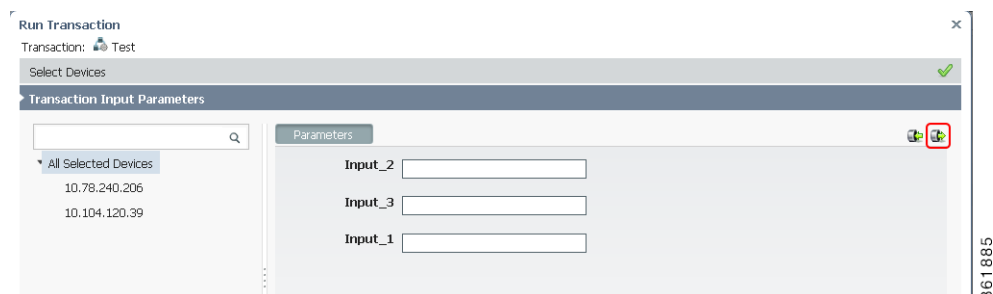 Run Transaction
Transaction: Test
Select Devices
Transaction Input Parameters
Parameters
All Selected Devices
10.78.240.206
10.104.120.39
Input_2
Input_3
Input_1
361885